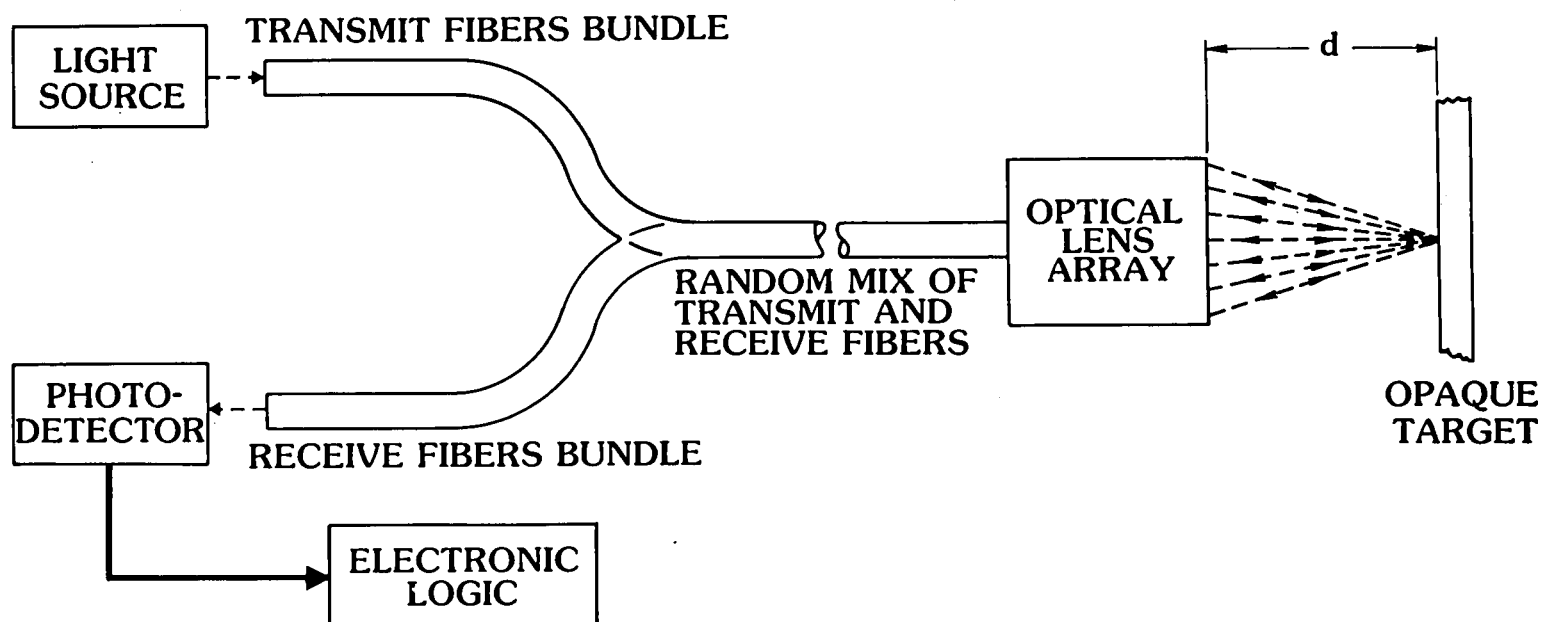 TRANSMIT FIBERS BUNDLE
LIGHT
SOURCE
d
OPTICAL
LENS
ARRAY
RANDOM MIX OF
TRANSMIT AND
RECEIVE FIBERS
OPAQUE
TARGET
PHOTO-
DETECTOR
RECEIVE FIBERS BUNDLE
ELECTRONIC
LOGIC